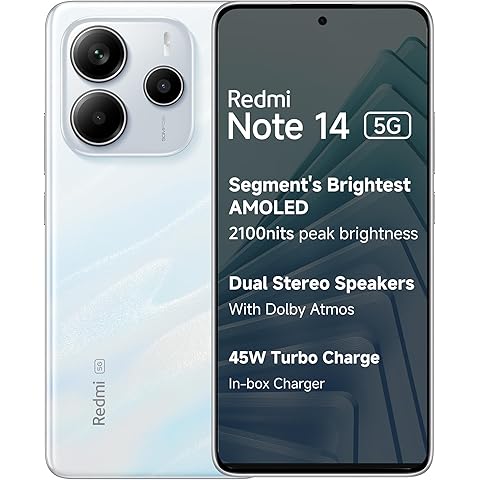 Redmi
Note 14 5G
Segment's Brightest
AMOLED
2100nits peak brightness
Dual Stereo Speakers
With Dolby Atmos
45W Turbo Charge
In-box Charger
Redmi 5G